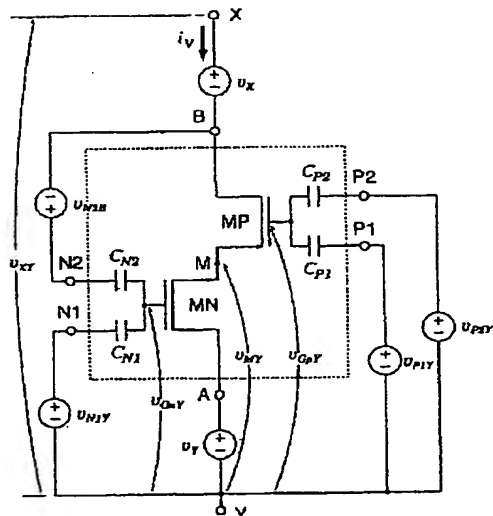 X
i_V
v_X
B
C_P2
P2
v_N2B
MP
P1
C_P1
v_XY
N2
C_N2
M
MN
N1
C_N1
v_MY
v_GpY
v_P2Y
v_GnY
A
v_P1Y
v_N1Y
v_Y
Y